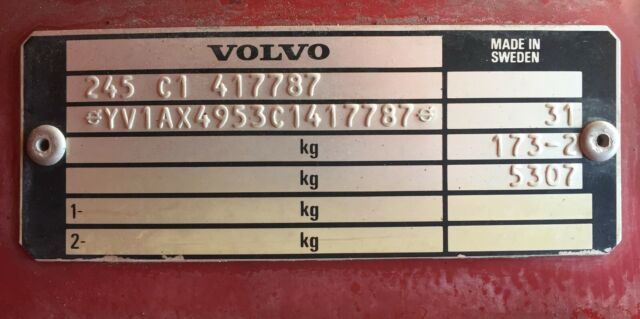 VOLVO MADE IN
SWEDEN
245 C1 417787
YV1AX4953C1417787 31
kg 173-2
kg 5307
1- kg
2- kg